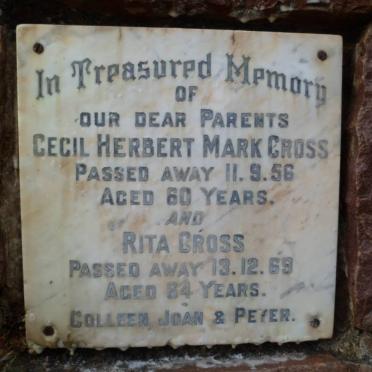 In Treasured Memory
OF
OUR DEAR PARENTS
CECIL HERBERT MARK CROSS
PASSED AWAY 11.9.56
AGED 60 YEARS.
AND
RITA CROSS
PASSED AWAY 13.12.69
AGED 84 YEARS.
COLLEEN, JOAN & PETER.